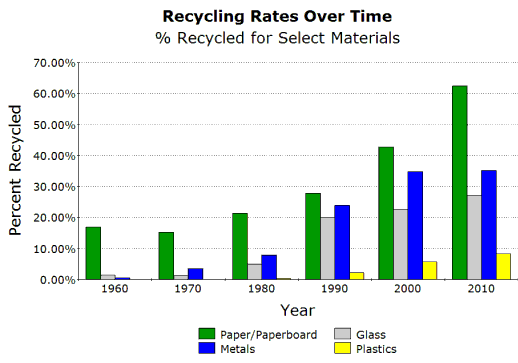 Recycling Rates Over Time
% Recycled for Select Materials
Percent Recycled
70.00%
60.00%
50.00%
40.00%
30.00%
20.00%
10.00%
0.00%
1960 1970 1980 1990 2000 2010
Year
Paper/Paperboard Glass
Metals Plastics